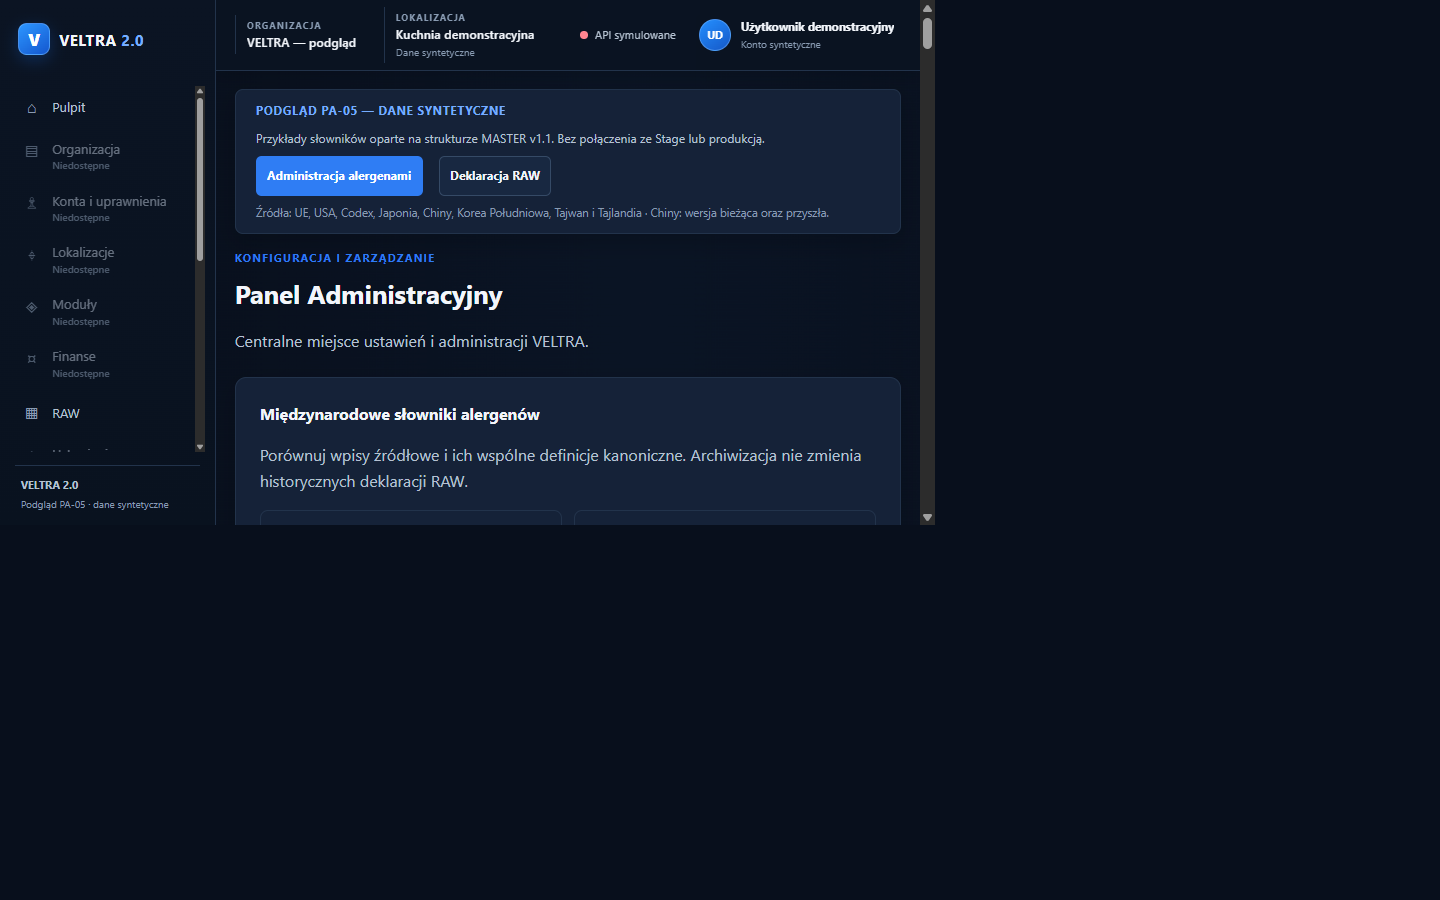 V VELTRA 2.0
Pulpit
Organizacja
Niedostępne
Konta i uprawnienia
Niedostępne
Lokalizacje
Niedostępne
Moduły
Niedostępne
Finanse
Niedostępne
RAW
VELTRA 2.0
Podgląd PA-05 · dane syntetyczne
ORGANIZACJA
VELTRA — podgląd
LOKALIZACJA
Kuchnia demonstracyjna
Dane syntetyczne
API symulowane
UD
Użytkownik demonstracyjny
Konto syntetyczne
PODGLĄD PA-05 — DANE SYNTETYCZNE
Przykłady słowników oparte na strukturze MASTER v1.1. Bez połączenia ze Stage lub produkcją.
Administracja alergenami
Deklaracja RAW
Źródła: UE, USA, Codex, Japonia, Chiny, Korea Południowa, Tajwan i Tajlandia · Chiny: wersja bieżąca oraz przyszła.
KONFIGURACJA I ZARZĄDZANIE
Panel Administracyjny
Centralne miejsce ustawień i administracji VELTRA.
Międzynarodowe słowniki alergenów
Porównuj wpisy źródłowe i ich wspólne definicje kanoniczne. Archiwizacja nie zmienia
historycznych deklaracji RAW.